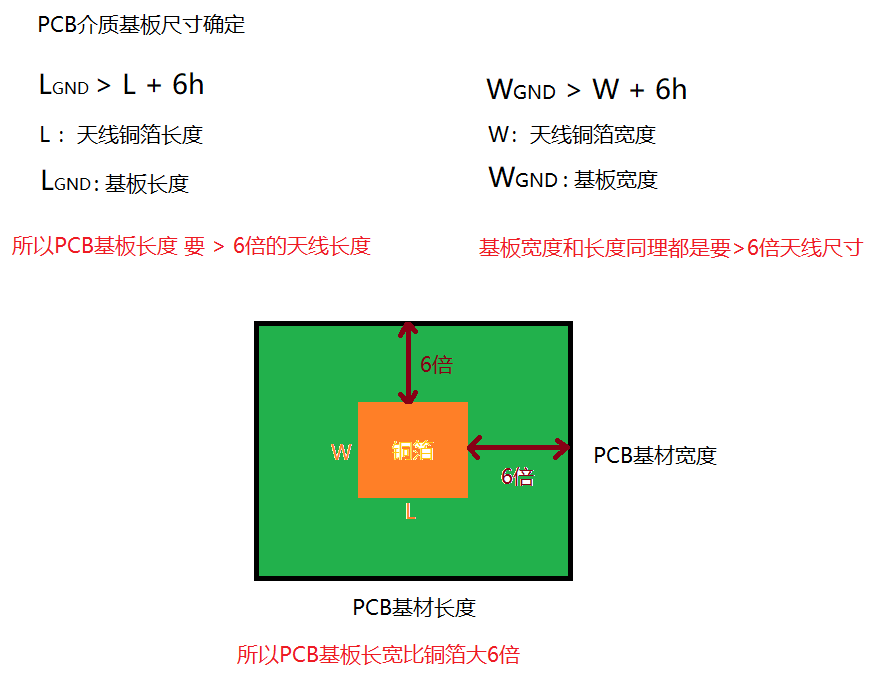 PCB介质基板尺寸确定
LGND > L + 6h
WGND > W + 6h
L : 天线铜箔长度
W: 天线铜箔宽度
LGND : 基板长度
WGND : 基板宽度
所以PCB基板长度 要 > 6倍的天线长度
基板宽度和长度同理都是要>6倍天线尺寸
6倍
W
铜箔
6倍
PCB基材宽度
L
PCB基材长度
所以PCB基板长宽比铜箔大6倍